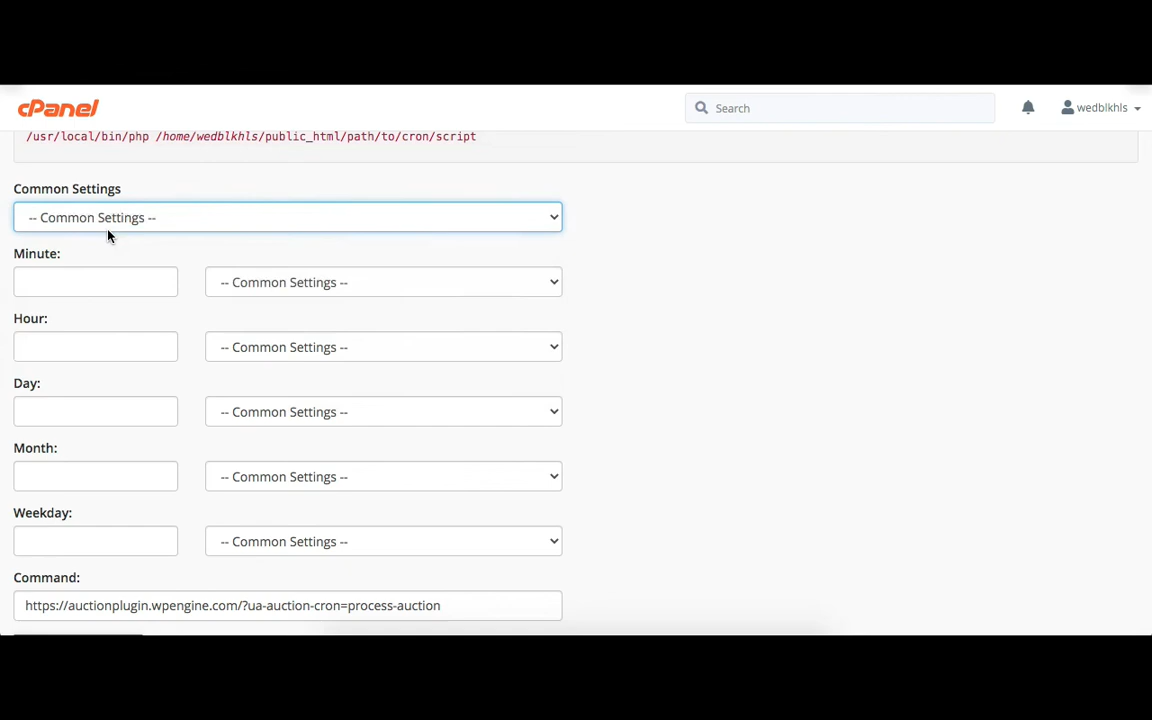 cPanel
Search
wedblkhls
/usr/local/bin/php /home/wedblkhls/public_html/path/to/cron/script
Common Settings
-- Common Settings --
Minute:
-- Common Settings --
Hour:
-- Common Settings --
Day:
-- Common Settings --
Month:
-- Common Settings --
Weekday:
-- Common Settings --
Command:
https://auctionplugin.wpengine.com/?ua-auction-cron=process-auction